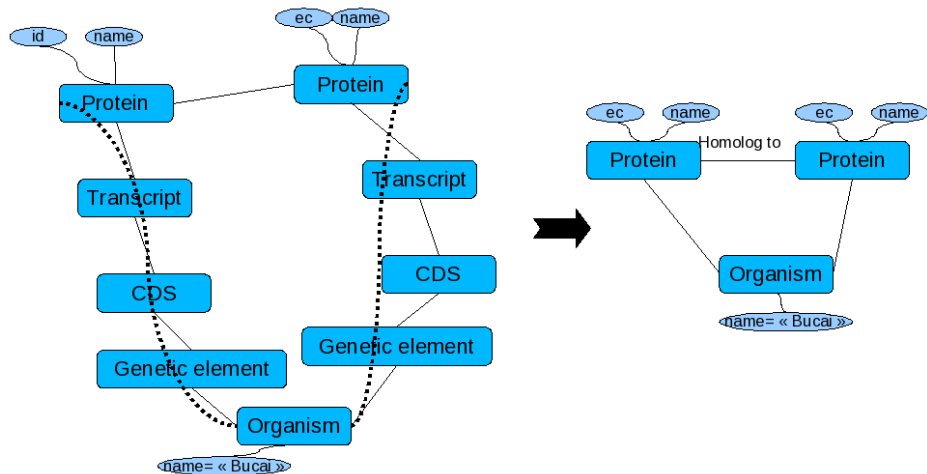 id
name
ec
name
Protein
Protein
Transcript
Transcript
CDS
CDS
Genetic element
Genetic element
Organism
name= « Bucai »
ec
name
ec
name
Homolog to
Protein
Protein
Organism
name= « Bucai »